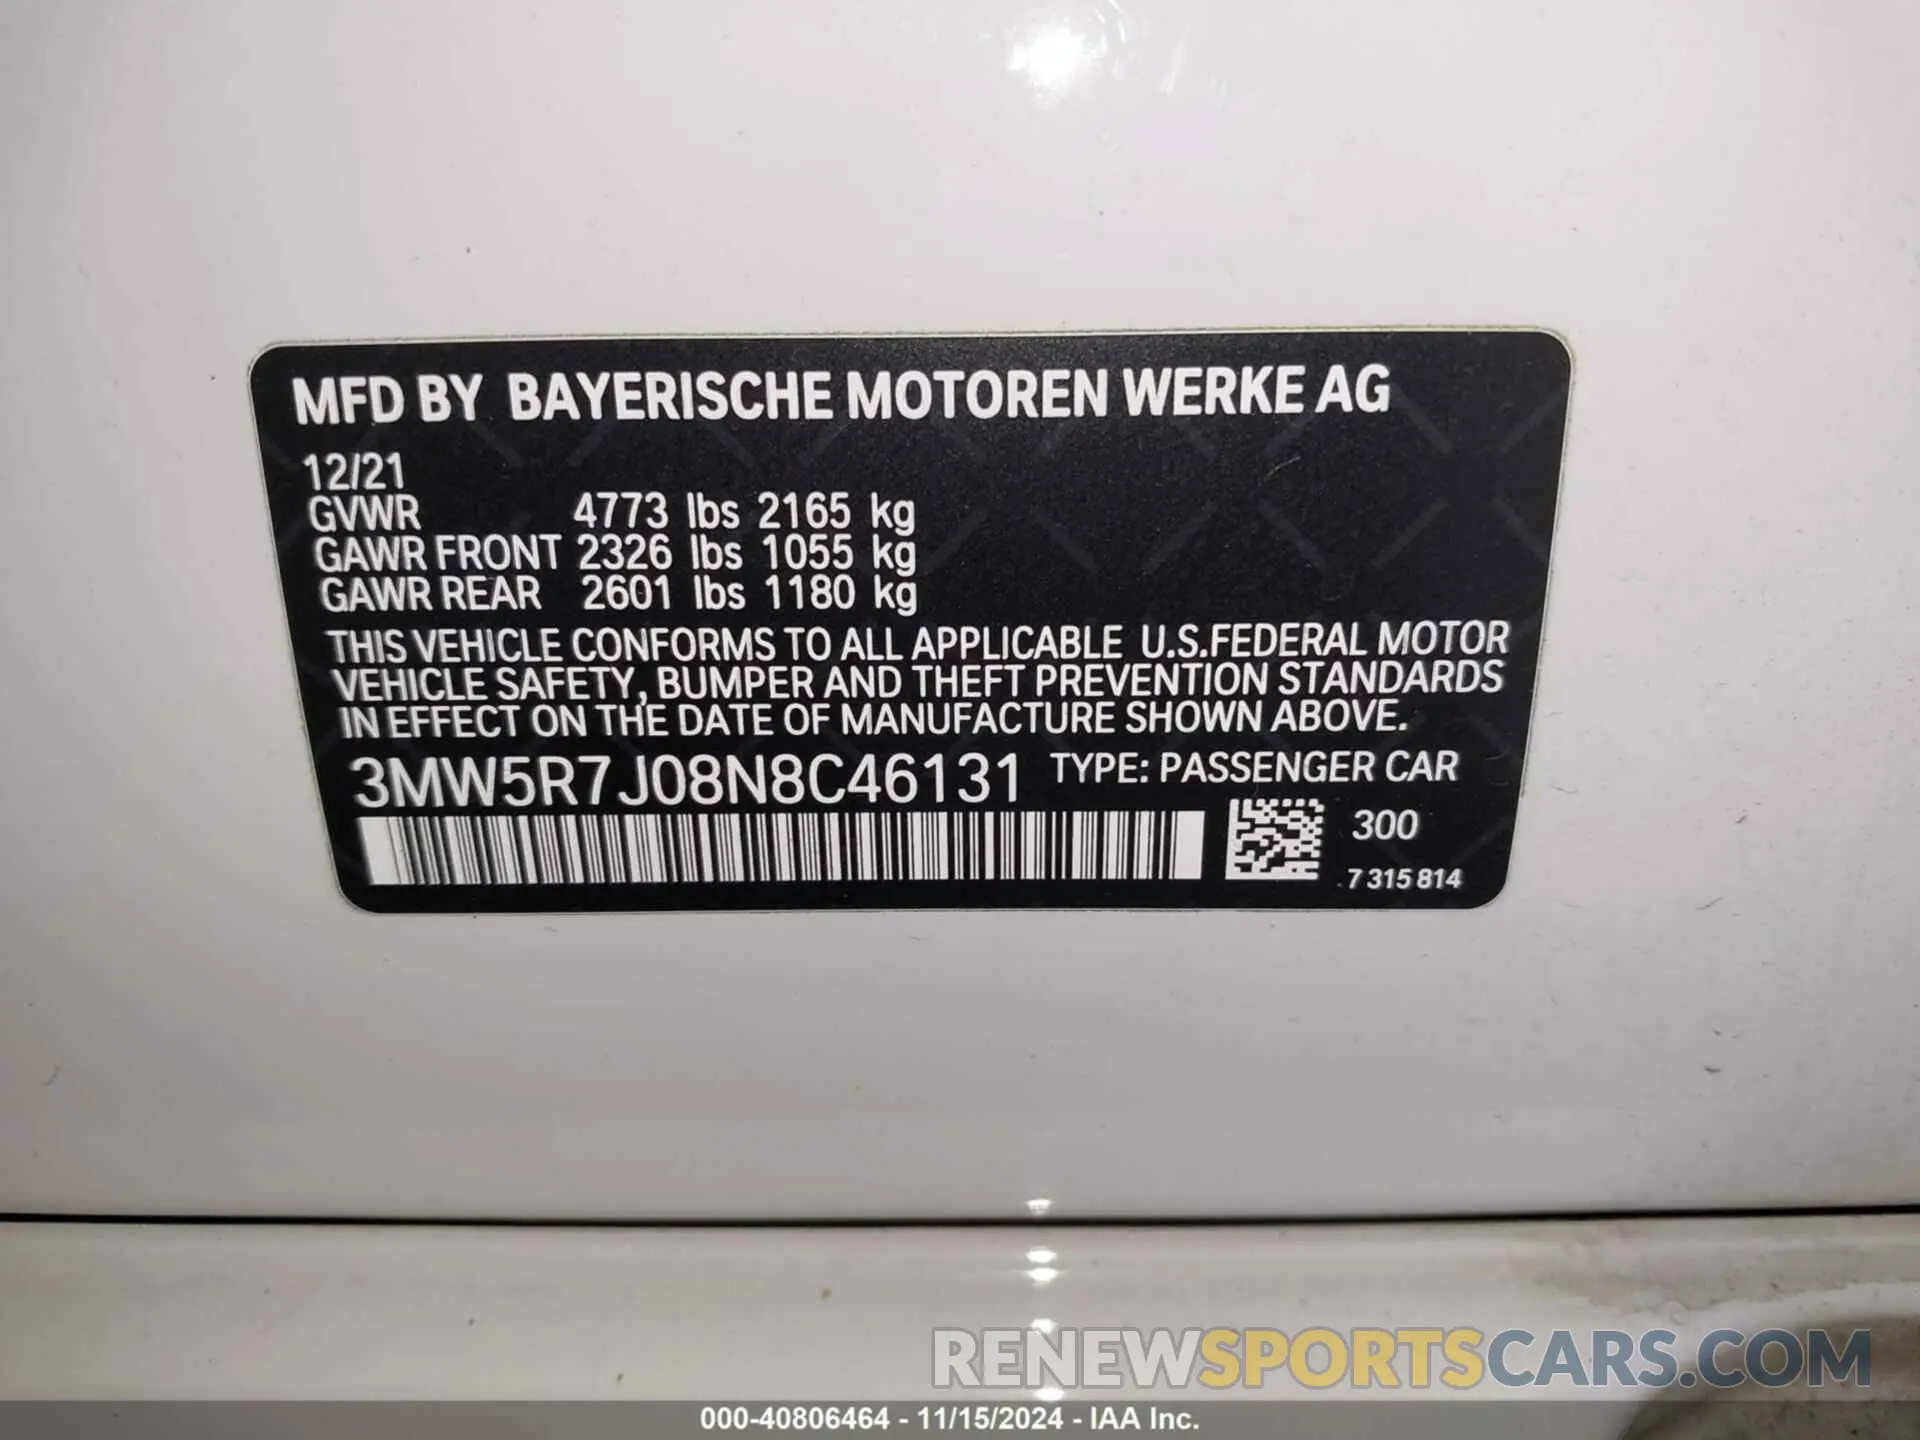 MFD BY BAYERISCHE MOTOREN WERKE AG
12/21
GVWR 4773 lbs 2165 kg
GAWR FRONT 2326 lbs 1055 kg
GAWR REAR 2601 lbs 1180 kg
THIS VEHICLE CONFORMS TO ALL APPLICABLE U.S.FEDERAL MOTOR
VEHICLE SAFETY, BUMPER AND THEFT PREVENTION STANDARDS
IN EFFECT ON THE DATE OF MANUFACTURE SHOWN ABOVE.
3MW5R7J08N8C46131 TYPE: PASSENGER CAR
300
7 315 814
RENEWSPORTSCARS.COM
000-40806464 - 11/15/2024 - IAA Inc.